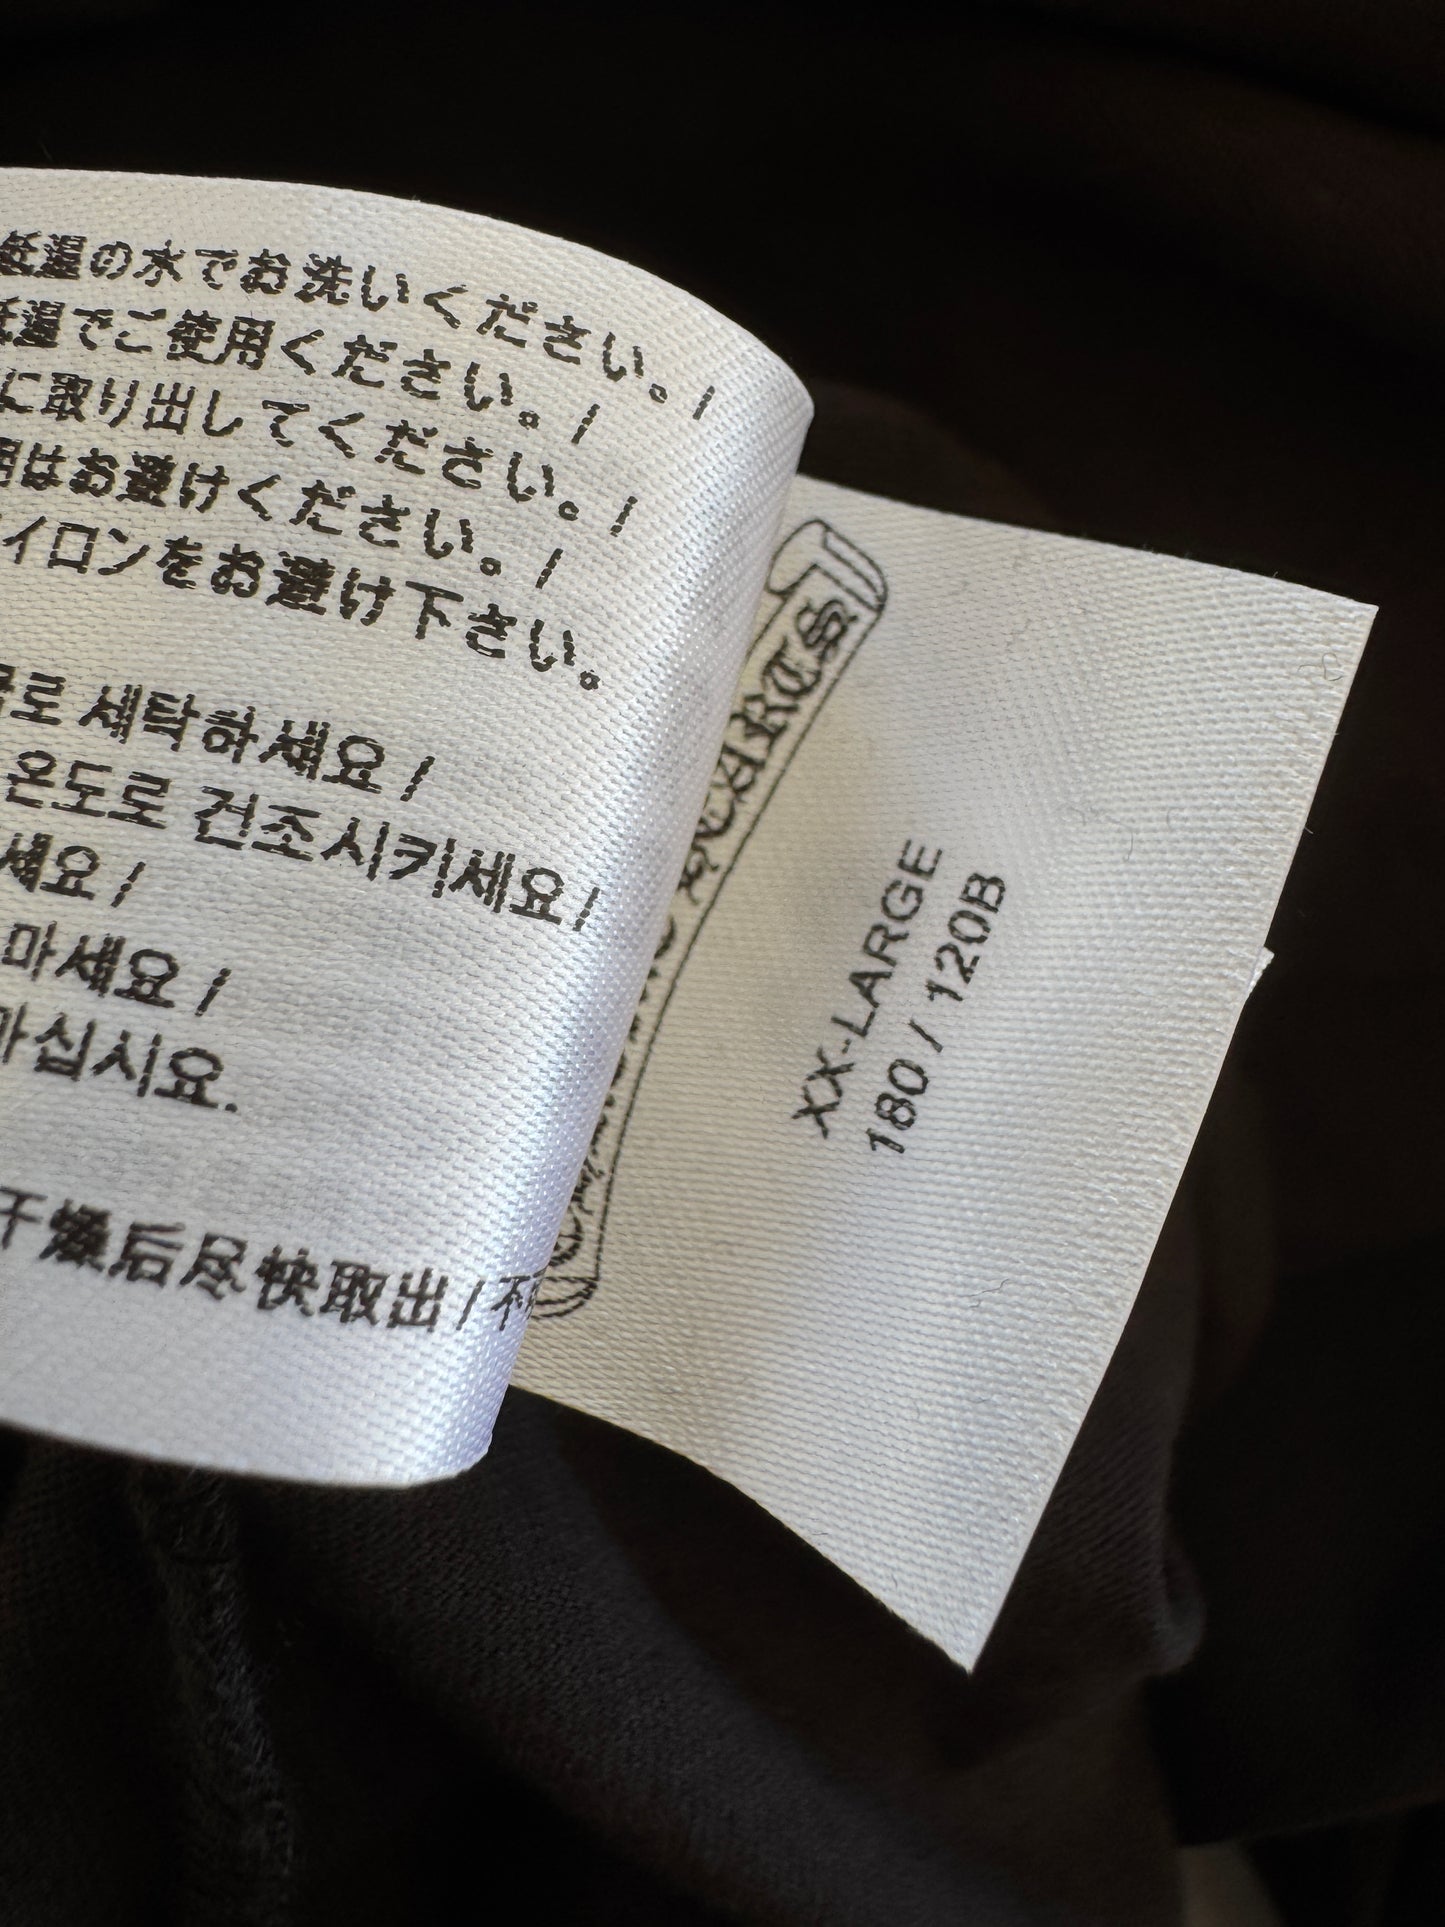 低温の水でお洗いください。/
低温でご使用ください。/
に取り出してください。/
用はお避けください。/
アイロンをお避け下さい。
로 세탁하세요 /
온도로 건조시키세요 /
세요 /
마세요 /
마십시요.
干燥后尽快取出 / 不
HEARTS
XX-LARGE
180 / 120B